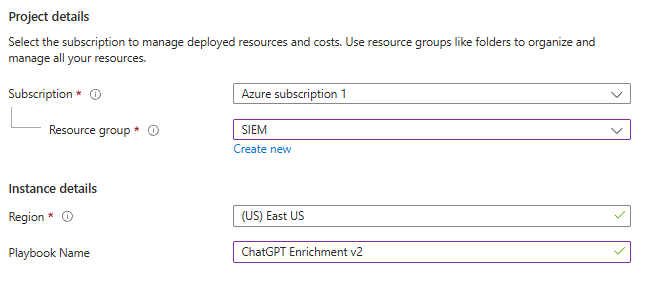 Project details
Select the subscription to manage deployed resources and costs. Use resource groups like folders to organize and
manage all your resources.
Subscription * Azure subscription 1
Resource group * SIEM
Create new
Instance details
Region * (US) East US
Playbook Name ChatGPT Enrichment v2